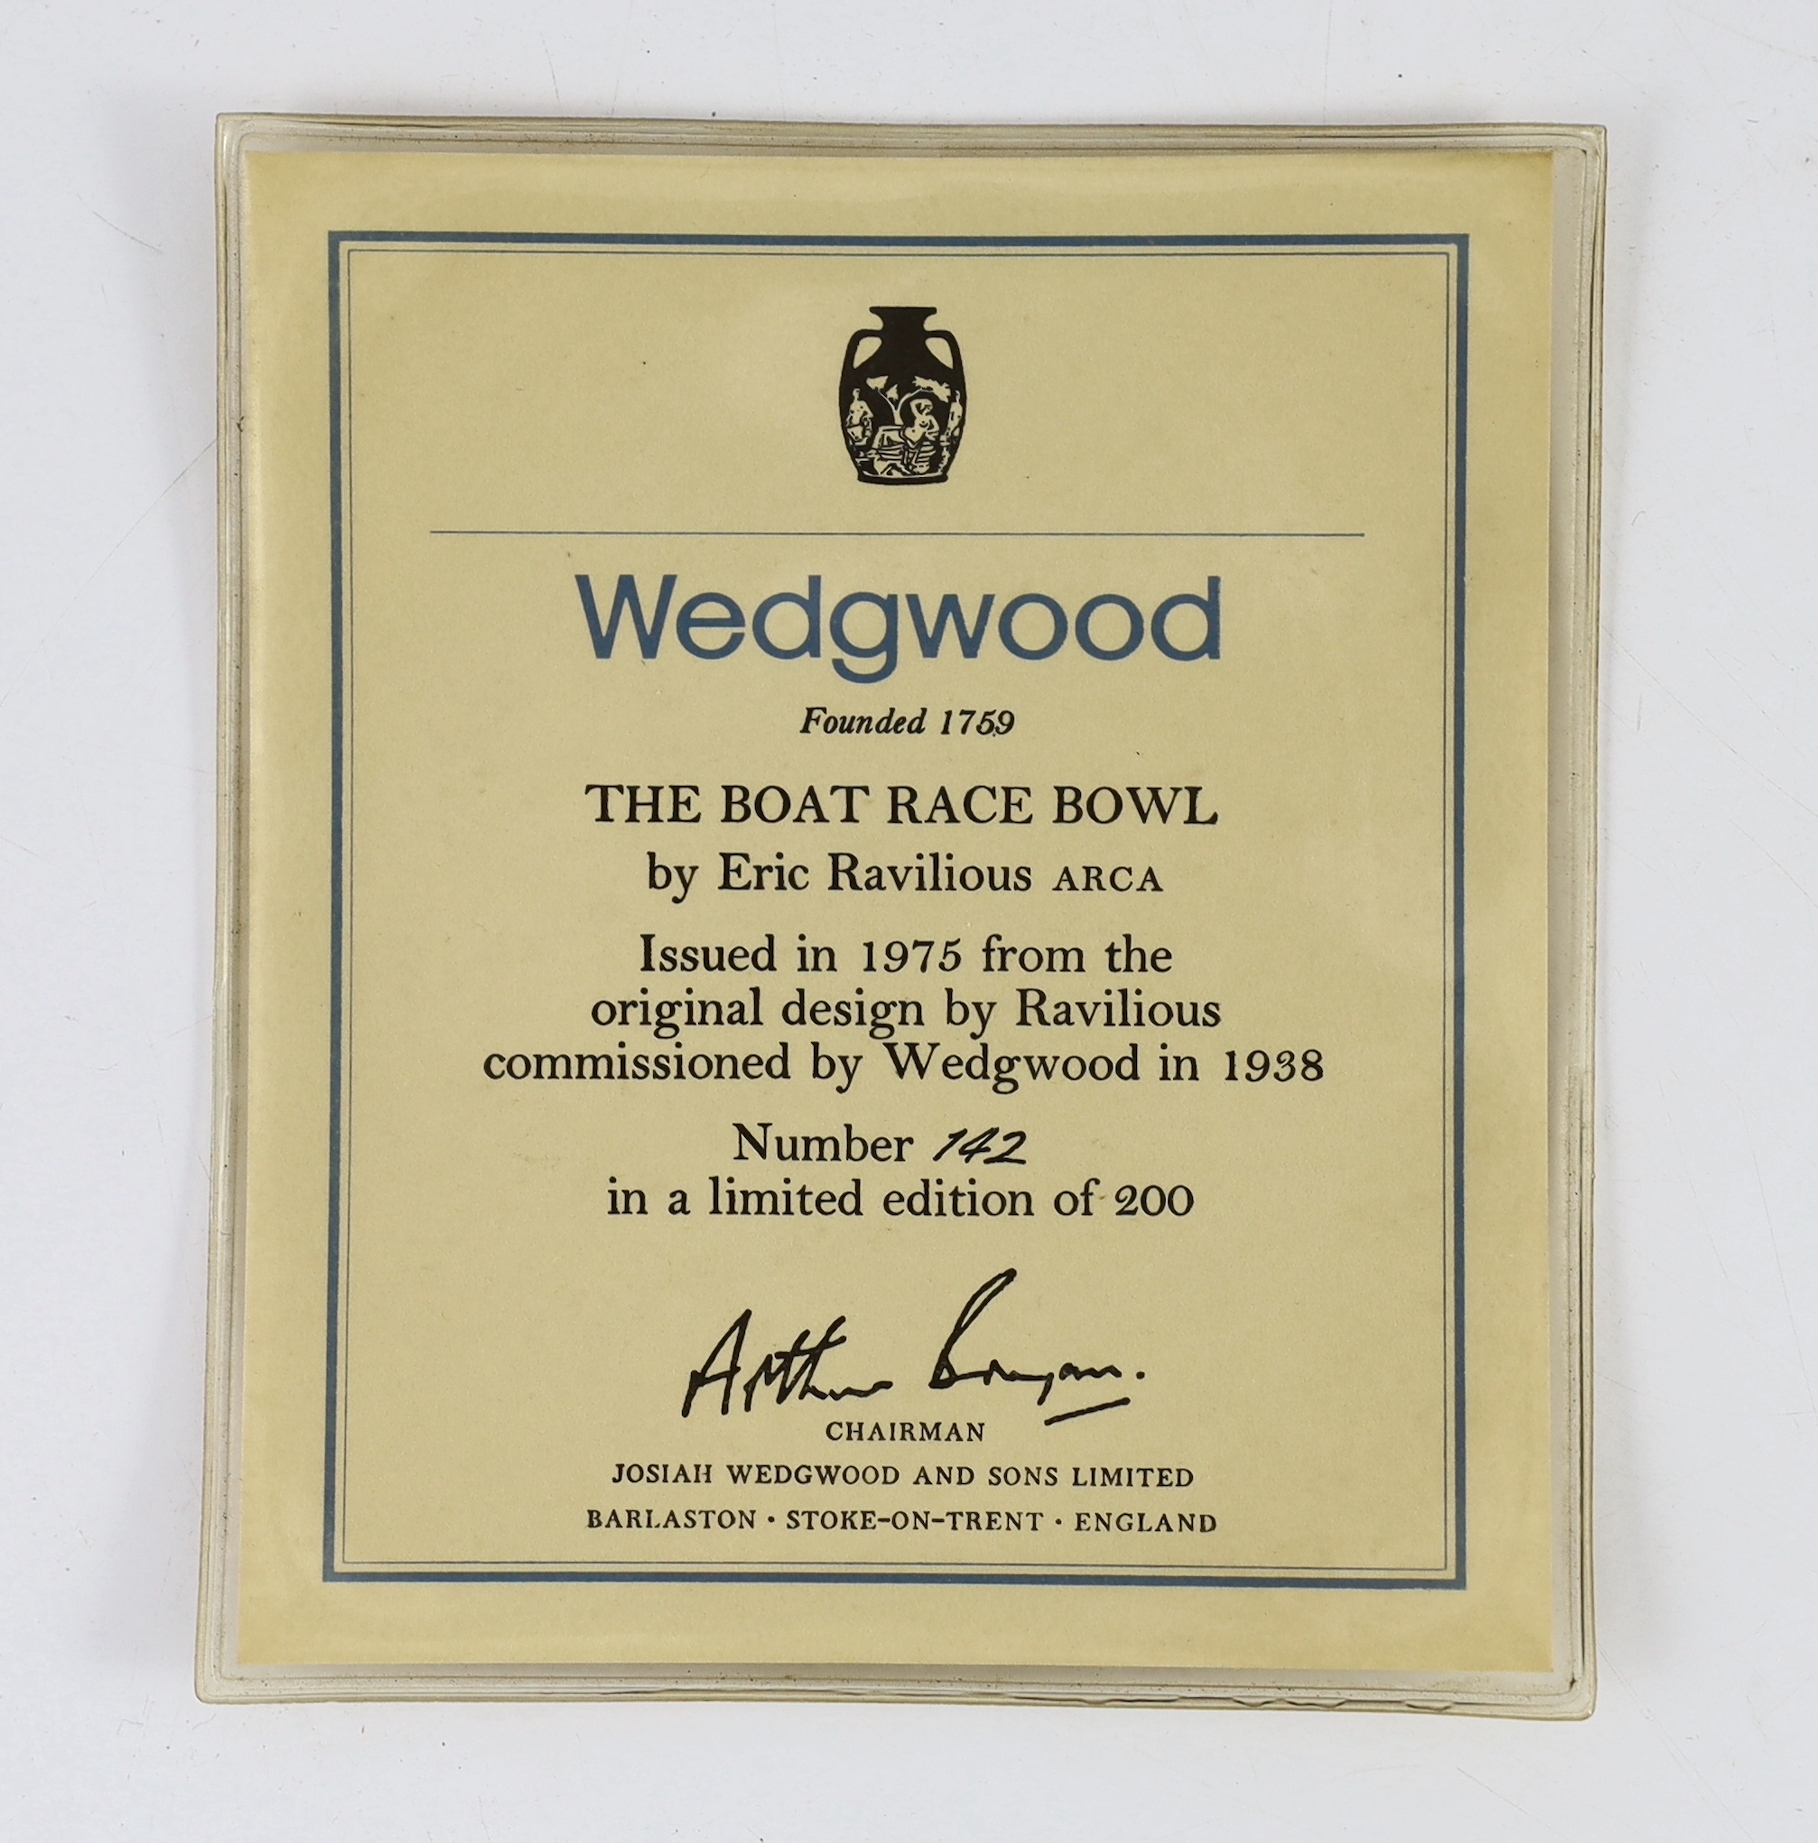 Wedgwood
Founded 1759
THE BOAT RACE BOWL
by Eric Ravilious ARCA
Issued in 1975 from the
original design by Ravilious
commissioned by Wedgwood in 1938
Number 142
in a limited edition of 200
Arthur Bryan.
CHAIRMAN
JOSIAH WEDGWOOD AND SONS LIMITED
BARLASTON · STOKE-ON-TRENT · ENGLAND